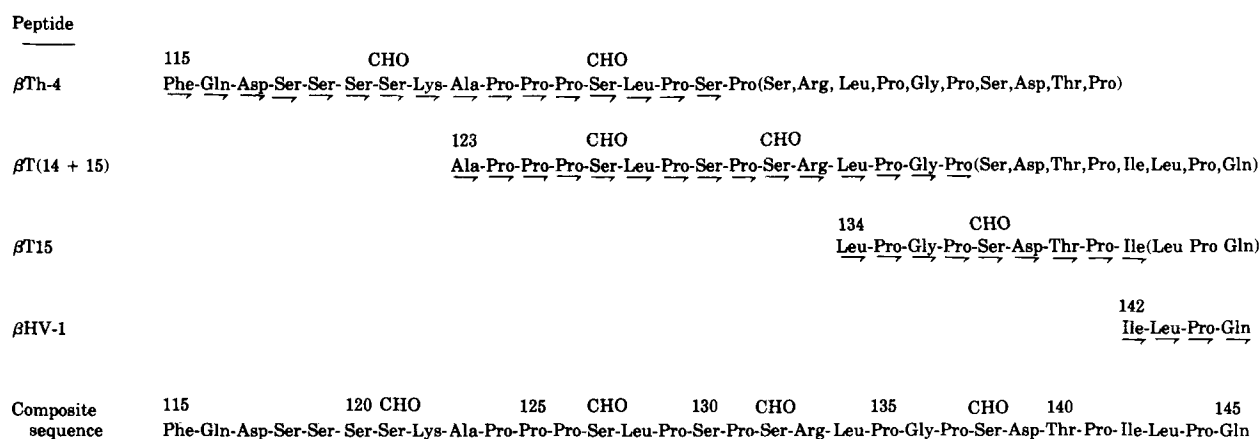 Peptide
115 CHO CHO
βTh-4 Phe-Gln-Asp-Ser-Ser-Ser-Ser-Lys-Ala-Pro-Pro-Pro-Ser-Leu-Pro-Ser-Pro(Ser,Arg, Leu,Pro,Gly,Pro,Ser,Asp,Thr,Pro)
123 CHO CHO
βT(14 + 15) Ala-Pro-Pro-Pro-Ser-Leu-Pro-Ser-Pro-Ser-Arg-Leu-Pro-Gly-Pro(Ser,Asp,Thr,Pro,Ile,Leu,Pro,Gln)
134 CHO
βT15 Leu-Pro-Gly-Pro-Ser-Asp-Thr-Pro-Ile(Leu Pro Gln)
142
βHV-1 Ile-Leu-Pro-Gln
115 120 CHO 125 CHO 130 CHO 135 CHO 140 145
Composite sequence Phe-Gln-Asp-Ser-Ser-Ser-Ser-Lys-Ala-Pro-Pro-Pro-Ser-Leu-Pro-Ser-Pro-Ser-Arg-Leu-Pro-Gly-Pro-Ser-Asp-Thr-Pro-Ile-Leu-Pro-Gln